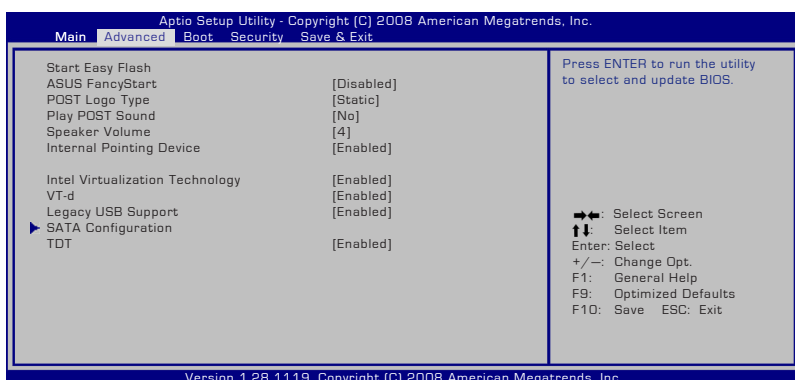 Aptio Setup Utility - Copyright (C) 2008 American Megatrends, Inc.
Main Advanced Boot Security Save & Exit
Start Easy Flash
ASUS FancyStart [Disabled]
POST Logo Type [Static]
Play POST Sound [No]
Speaker Volume [4]
Internal Pointing Device [Enabled]
Intel Virtualization Technology [Enabled]
VT-d [Enabled]
Legacy USB Support [Enabled]
SATA Configuration
TDT [Enabled]
Press ENTER to run the utility
to select and update BIOS.
→←: Select Screen
↑↓: Select Item
Enter: Select
+/—: Change Opt.
F1: General Help
F9: Optimized Defaults
F10: Save ESC: Exit
Version 1.28.1119. Copyright (C) 2008 American Megatrends, Inc.